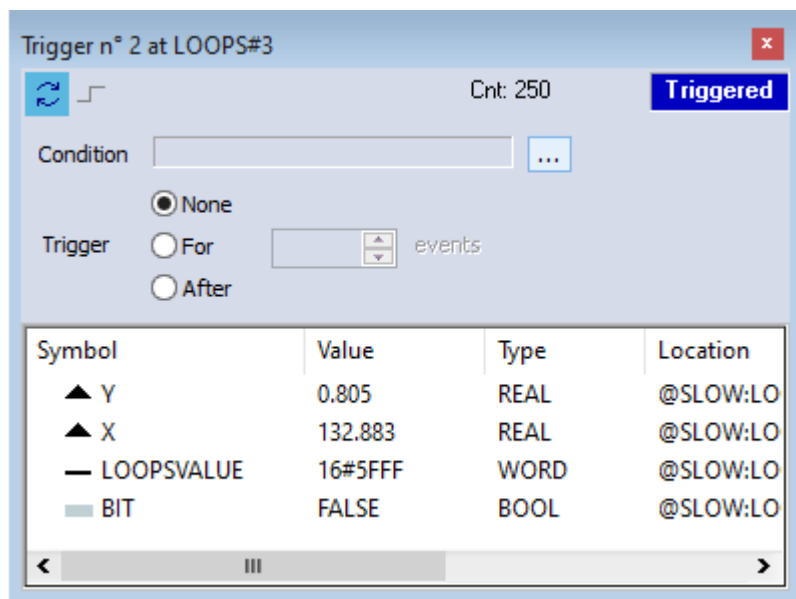 Trigger n° 2 at LOOPS#3
x
Cnt: 250 Triggered
Condition ...
None
Trigger For events
After
Symbol Value Type Location
Y 0.805 REAL @SLOW:LO
X 132.883 REAL @SLOW:LO
LOOPSVALUE 16#5FFF WORD @SLOW:LO
BIT FALSE BOOL @SLOW:LO